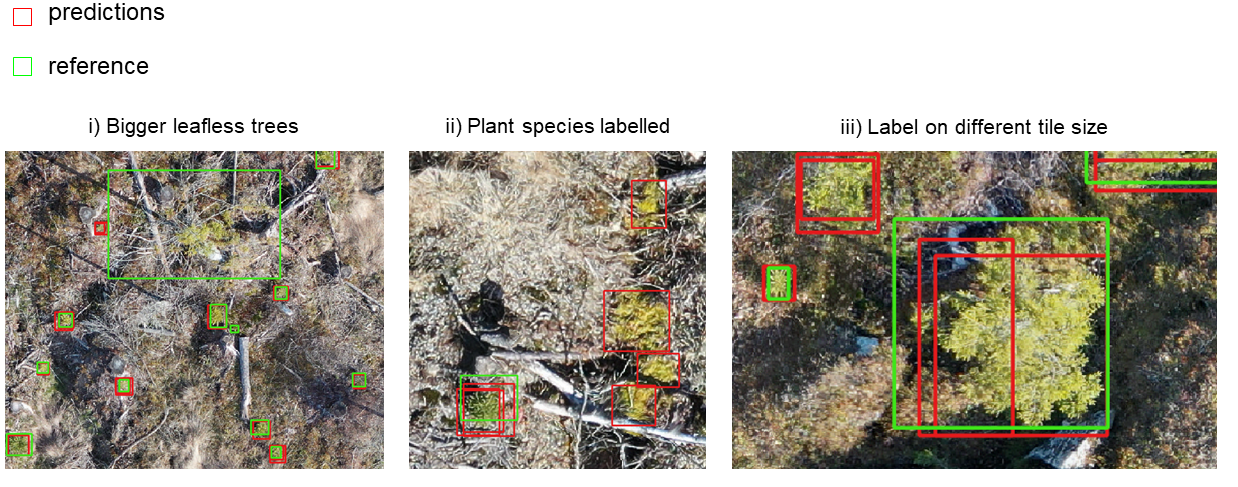 predictions
reference
i) Bigger leafless trees
ii) Plant species labelled
iii) Label on different tile size